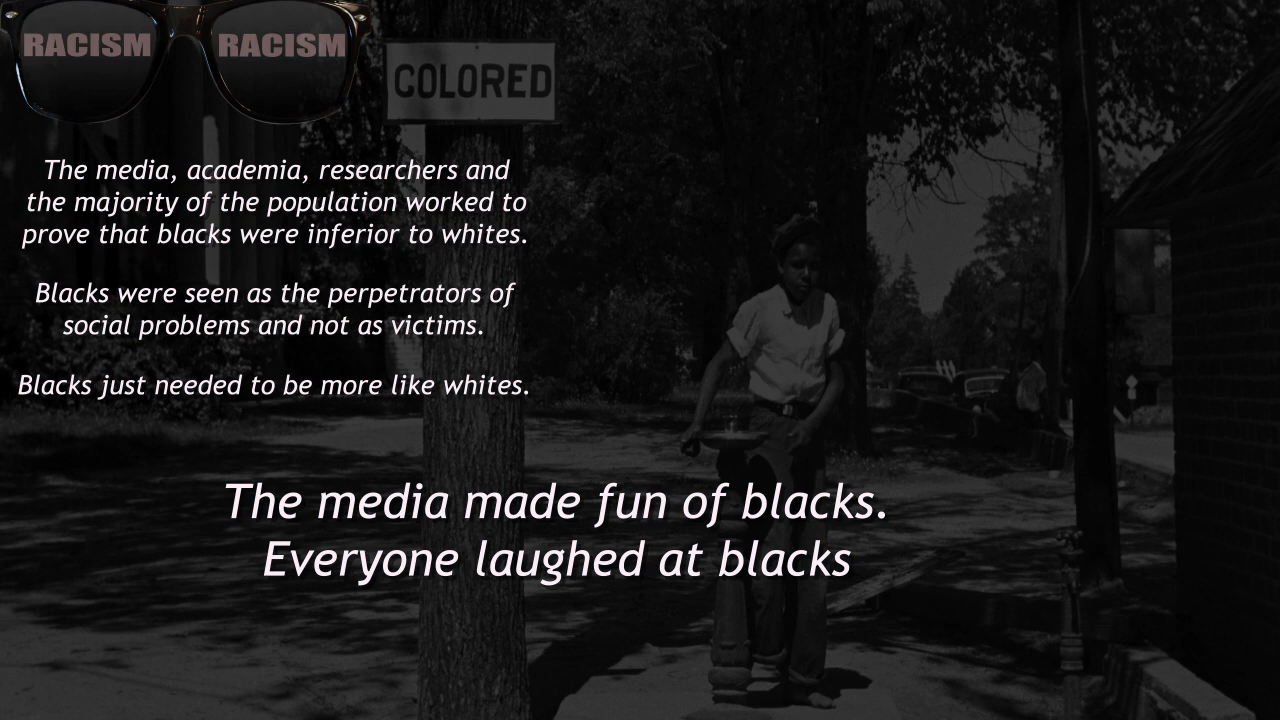 RACISM RACISM
COLORED
The media, academia, researchers and
the majority of the population worked to
prove that blacks were inferior to whites.
Blacks were seen as the perpetrators of
social problems and not as victims.
Blacks just needed to be more like whites.
The media made fun of blacks.
Everyone laughed at blacks